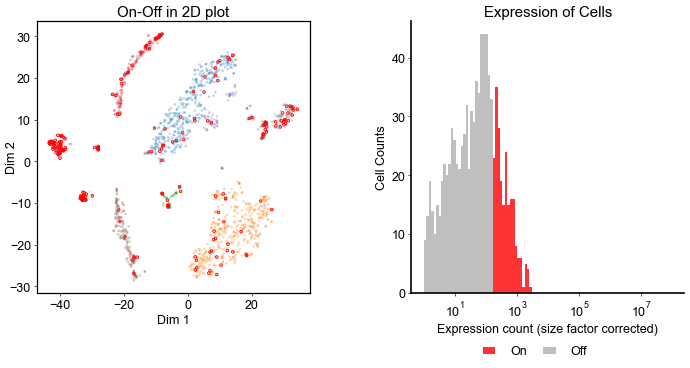 On-Off in 2D plot
Dim 2
30
20
10
0
−10
−20
−30
−40
−20
0
20
Dim 1
Expression of Cells
Cell Counts
40
30
20
10
0
10^1
10^3
10^5
10^7
Expression count (size factor corrected)
On
Off